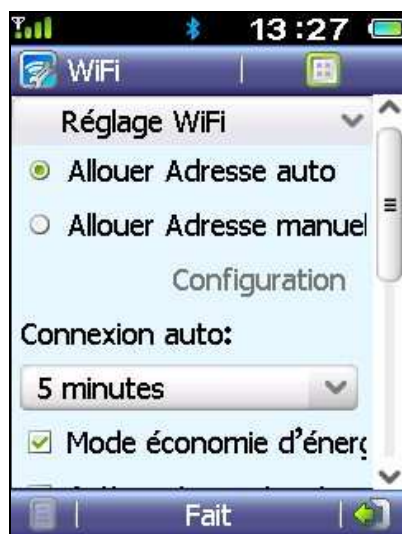 13:27
WiFi
Réglage WiFi
Allouer Adresse auto
Allouer Adresse manuel
Configuration
Connexion auto:
5 minutes
Mode économie d'énerg
Fait